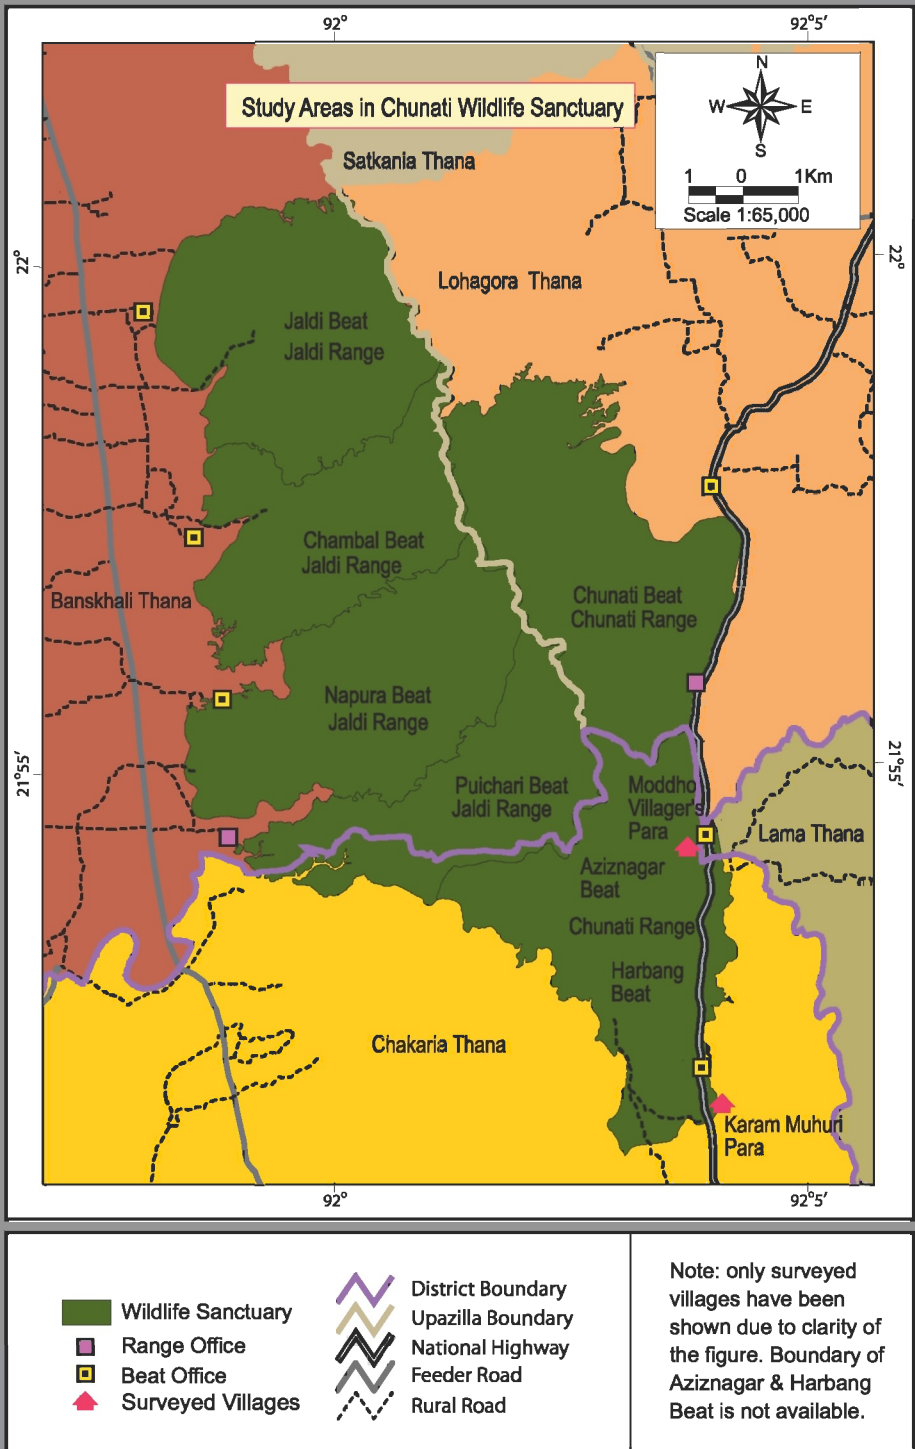 92°
92°5'
N
Study Areas in Chunati Wildlife Sanctuary
W
E
S
Satkania Thana
1 0 1Km
Scale 1:65,000
22°
22°
Lohagora Thana
Jaldi Beat
Jaldi Range
Chambal Beat
Jaldi Range
Banskhali Thana
Chunati Beat
Chunati Range
Napura Beat
Jaldi Range
21°55'
21°55'
Puichari Beat
Jaldi Range
Moddho
Villager's
Para
Lama Thana
Aziznagar
Beat
Chunati Range
Harbang
Beat
Chakaria Thana
Karam Muhuri
Para
92°
92°5'
Wildlife Sanctuary
Range Office
Beat Office
Surveyed Villages
District Boundary
Upazilla Boundary
National Highway
Feeder Road
Rural Road
Note: only surveyed
villages have been
shown due to clarity of
the figure. Boundary of
Aziznagar & Harbang
Beat is not available.